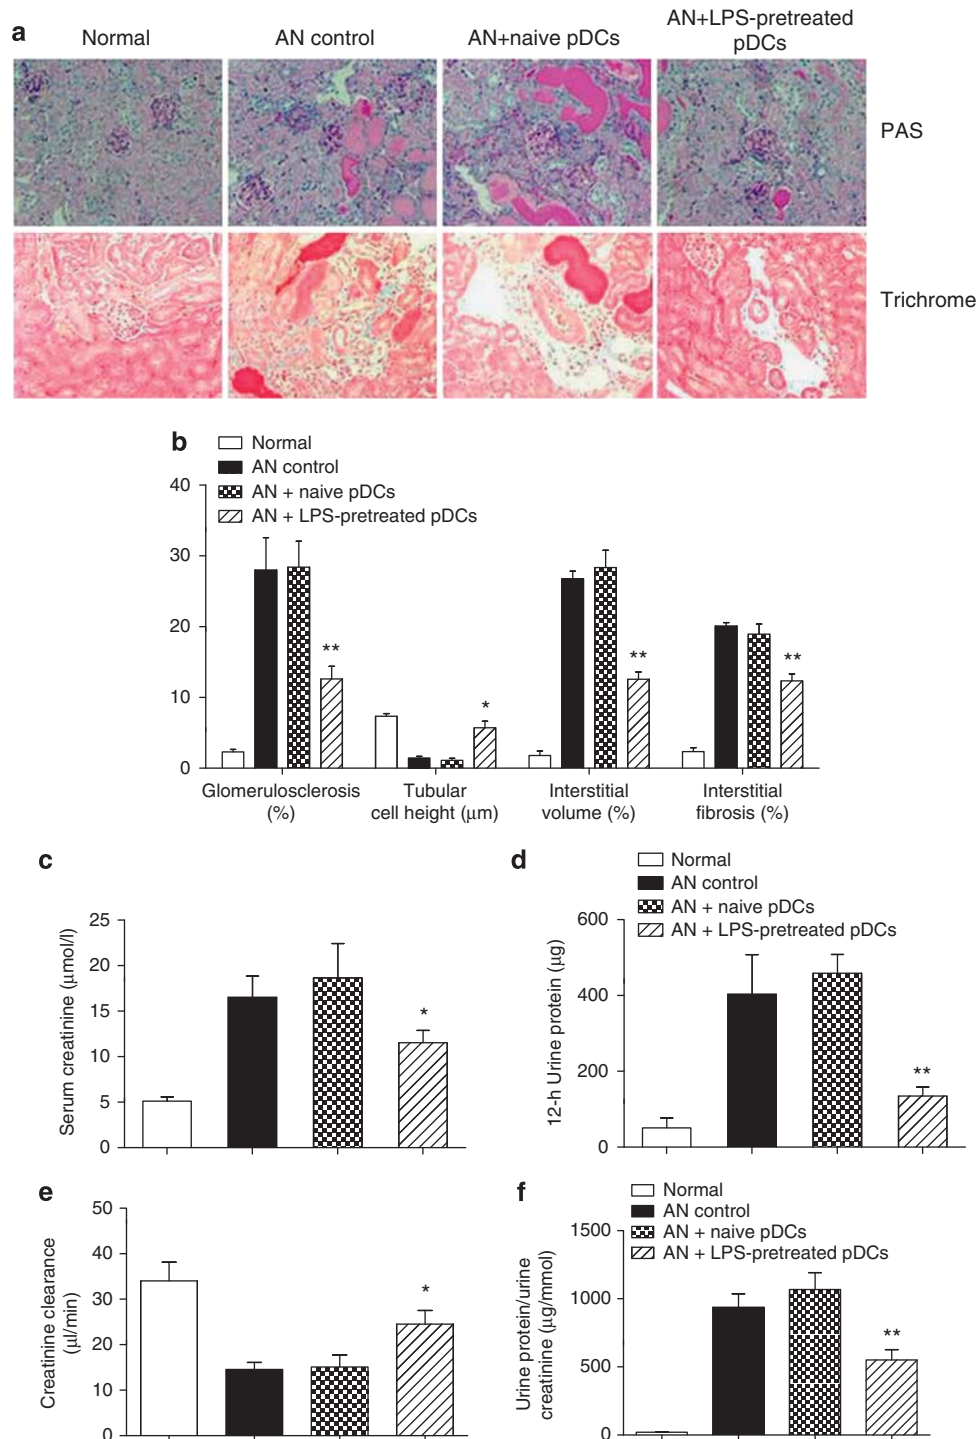 a
Normal
AN control
AN+naive pDCs
AN+LPS-pretreated
pDCs
PAS
Trichrome
b
Normal
AN control
AN + naive pDCs
AN + LPS-pretreated pDCs
40
30
20
10
0
**
*
**
**
Glomerulosclerosis
(%)
Tubular
cell height (μm)
Interstitial
volume (%)
Interstitial
fibrosis (%)
c
Serum creatinine (μmol/l)
25
20
15
10
5
0
*
d
Normal
AN control
AN + naive pDCs
AN + LPS-pretreated pDCs
12-h Urine protein (μg)
600
400
200
0
**
e
Creatinine clearance
(μl/min)
50
40
30
20
10
0
*
f
Normal
AN control
AN + naive pDCs
AN + LPS-pretreated pDCs
Urine protein/urine
creatinine (μg/mmol)
1500
1000
500
0
**